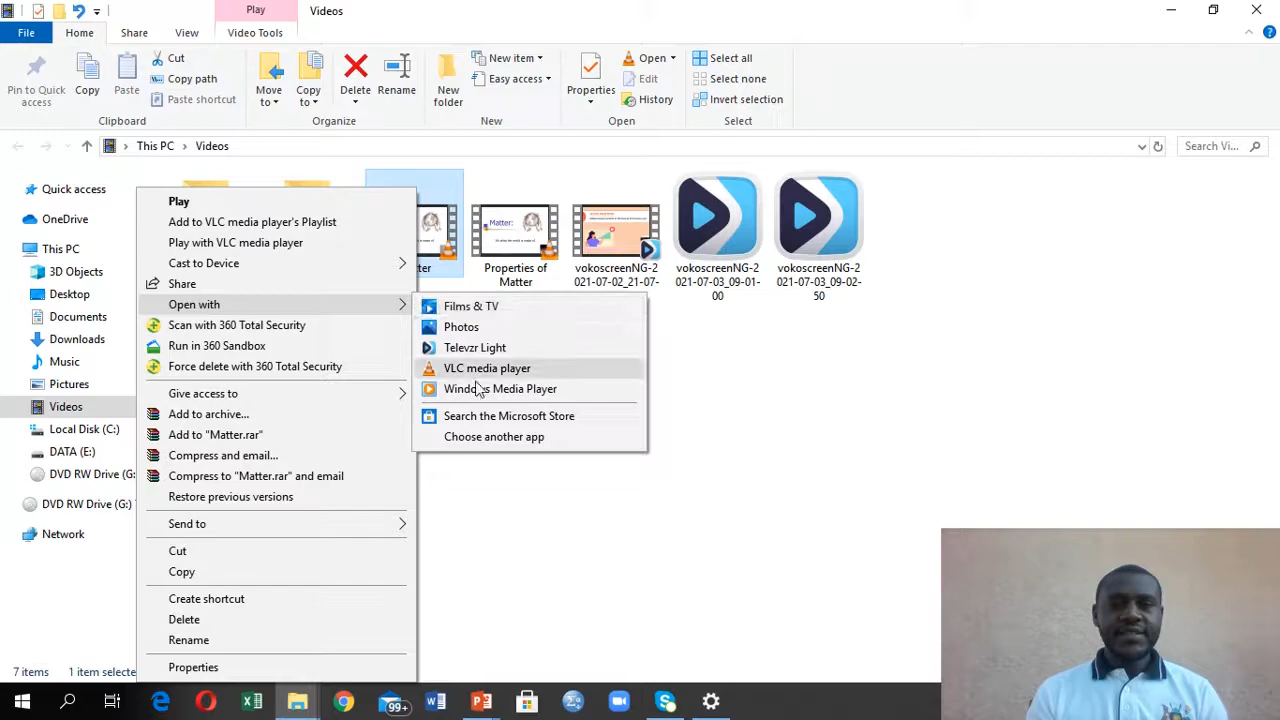 Play
Videos
File
Home
Share
View
Video Tools
Pin to Quick
access
Copy
Paste
Cut
Copy path
Paste shortcut
Clipboard
Move
to
Copy
to
Delete
Rename
Organize
New
folder
New item
Easy access
New
Properties
Open
Edit
History
Open
Select all
Select none
Invert selection
Select
This PC
Videos
Search Vi...
Quick access
OneDrive
This PC
3D Objects
Desktop
Documents
Downloads
Music
Pictures
Videos
Local Disk (C:)
DATA (E:)
DVD RW Drive (G:)
DVD RW Drive (G:)
Network
Play
Add to VLC media player's Playlist
Play with VLC media player
Cast to Device
Share
Open with
Scan with 360 Total Security
Run in 360 Sandbox
Force delete with 360 Total Security
Give access to
Add to archive...
Add to "Matter.rar"
Compress and email...
Compress to "Matter.rar" and email
Restore previous versions
Send to
Cut
Copy
Create shortcut
Delete
Rename
Properties
Films & TV
Photos
Televzr Light
VLC media player
Windows Media Player
Search the Microsoft Store
Choose another app
tter
Matter:
Properties of
Matter
vokoscreenNG-2
021-07-02_21-07-
vokoscreenNG-2
021-07-03_09-01-
00
vokoscreenNG-2
021-07-03_09-02-
50
7 items
1 item selecte
99+